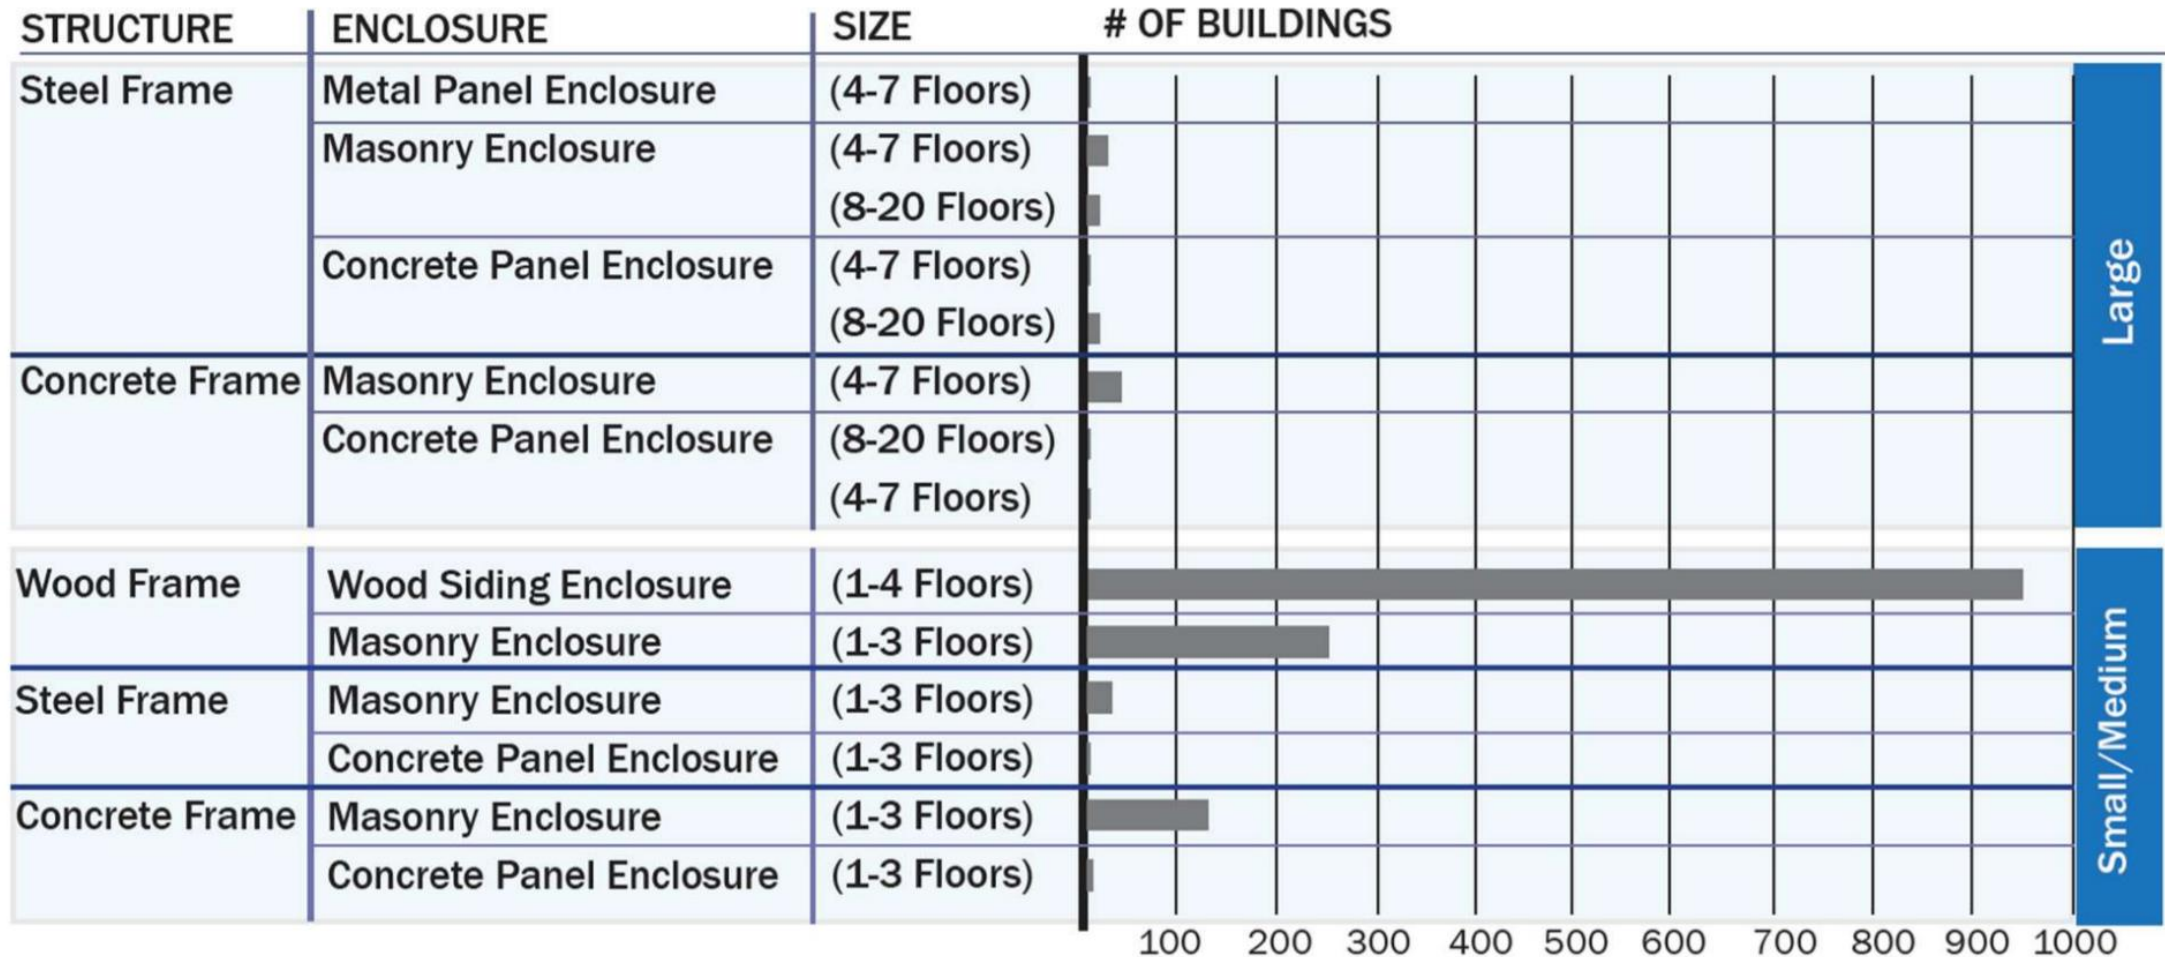 STRUCTURE ENCLOSURE SIZE # OF BUILDINGS
Steel Frame Metal Panel Enclosure (4-7 Floors)
Masonry Enclosure (4-7 Floors)
(8-20 Floors)
Concrete Panel Enclosure (4-7 Floors)
(8-20 Floors)
Concrete Frame Masonry Enclosure (4-7 Floors)
Concrete Panel Enclosure (8-20 Floors)
(4-7 Floors)
Large
Wood Frame Wood Siding Enclosure (1-4 Floors)
Masonry Enclosure (1-3 Floors)
Steel Frame Masonry Enclosure (1-3 Floors)
Concrete Panel Enclosure (1-3 Floors)
Concrete Frame Masonry Enclosure (1-3 Floors)
Concrete Panel Enclosure (1-3 Floors)
Small/Medium
100 200 300 400 500 600 700 800 900 1000